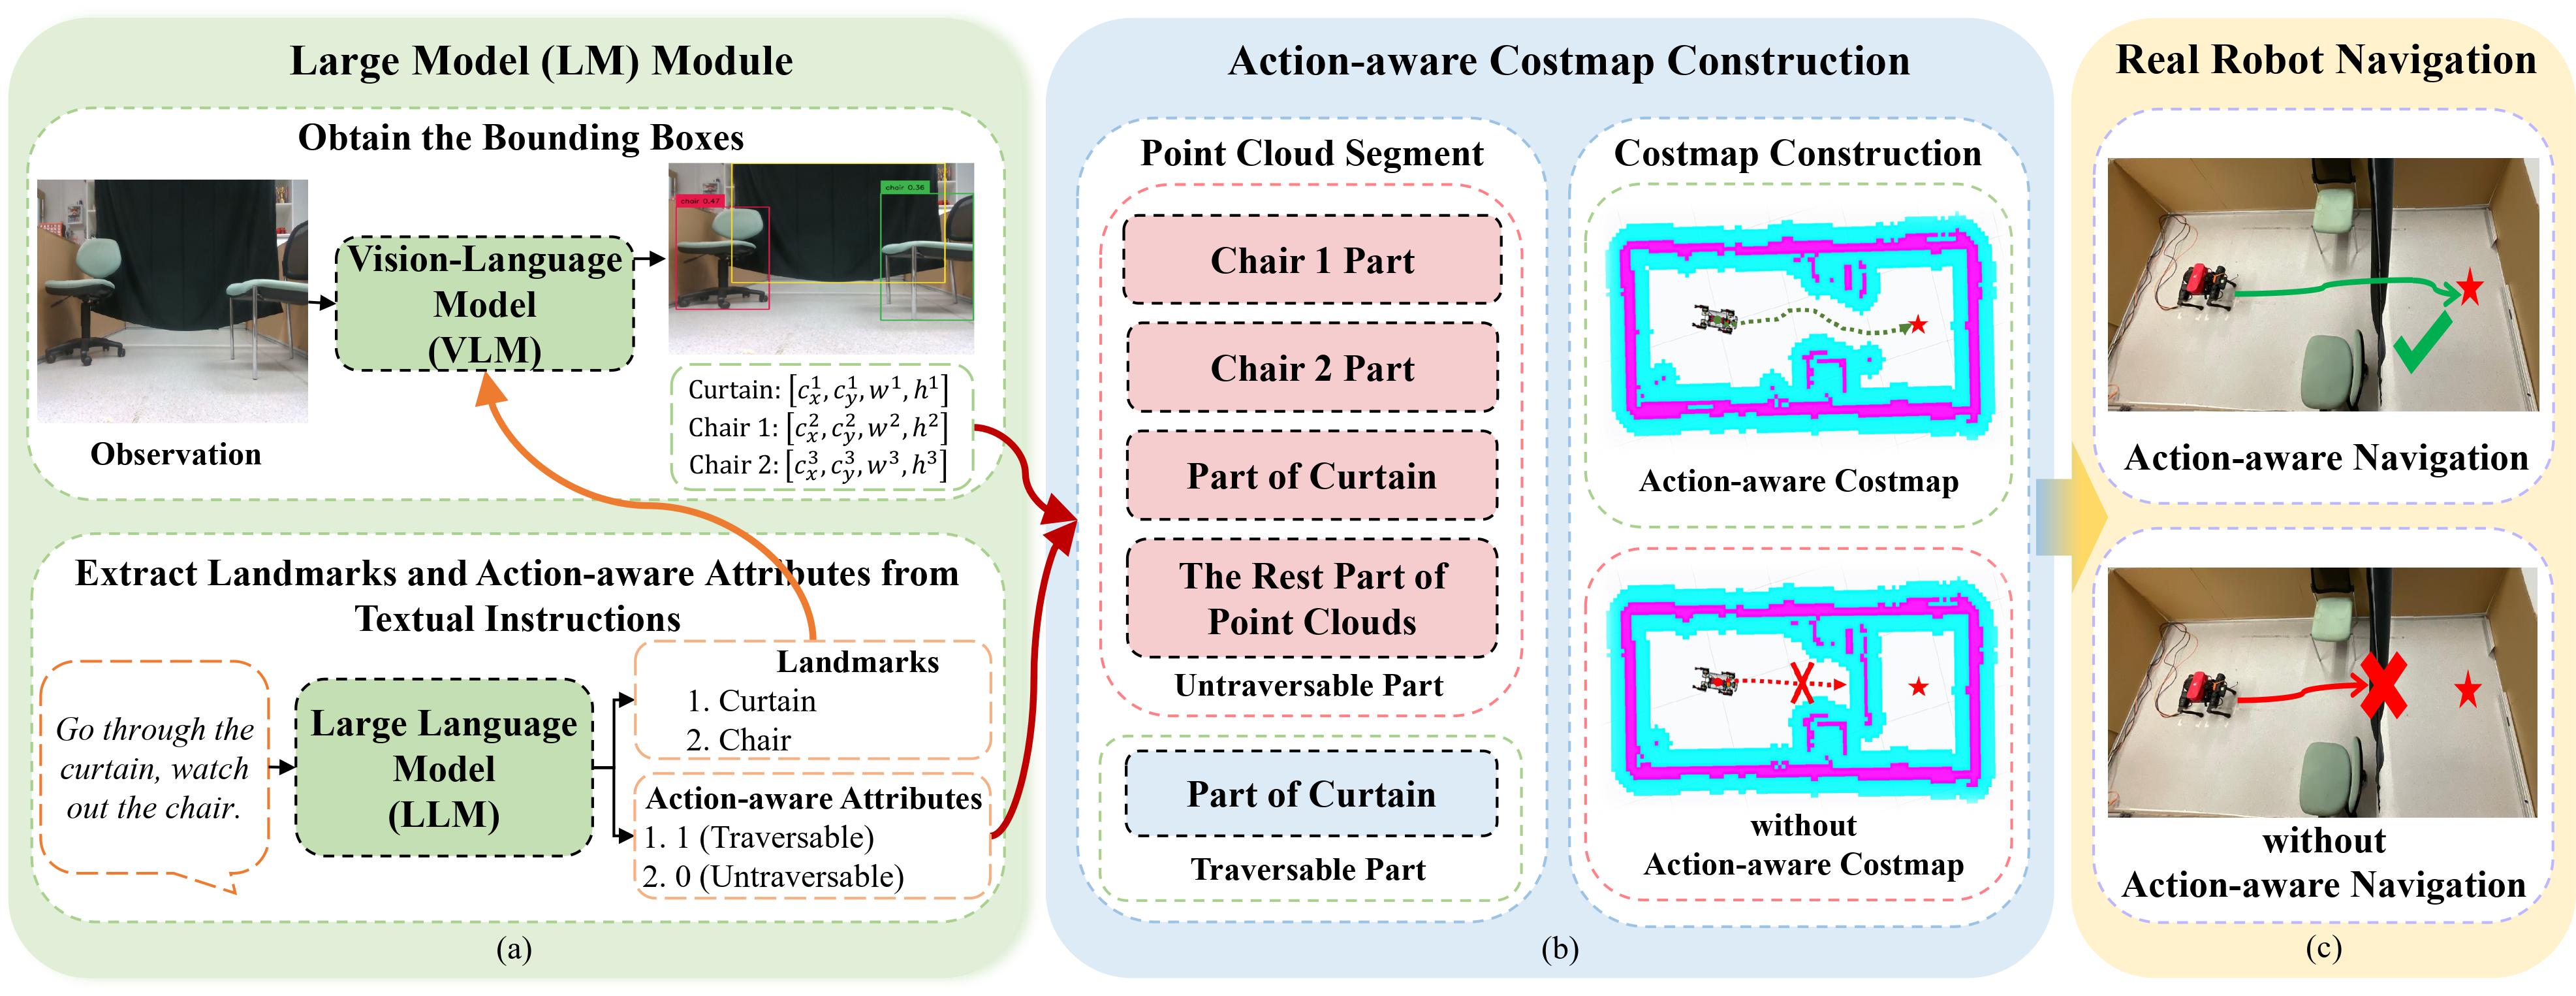 Large Model (LM) Module
Obtain the Bounding Boxes
Observation
Vision-Language
Model
(VLM)
chair 0.47
chair 0.36
Curtain: [c_x^1, c_y^1, w^1, h^1]
Chair 1: [c_x^2, c_y^2, w^2, h^2]
Chair 2: [c_x^3, c_y^3, w^3, h^3]
Extract Landmarks and Action-aware Attributes from
Textual Instructions
Go through the
curtain, watch
out the chair.
Large Language
Model
(LLM)
Landmarks
1. Curtain
2. Chair
Action-aware Attributes
1. 1 (Traversable)
2. 0 (Untraversable)
(a)
Action-aware Costmap Construction
Point Cloud Segment
Chair 1 Part
Chair 2 Part
Part of Curtain
The Rest Part of
Point Clouds
Untraversable Part
Part of Curtain
Traversable Part
Costmap Construction
Action-aware Costmap
without
Action-aware Costmap
(b)
Real Robot Navigation
Action-aware Navigation
without
Action-aware Navigation
(c)